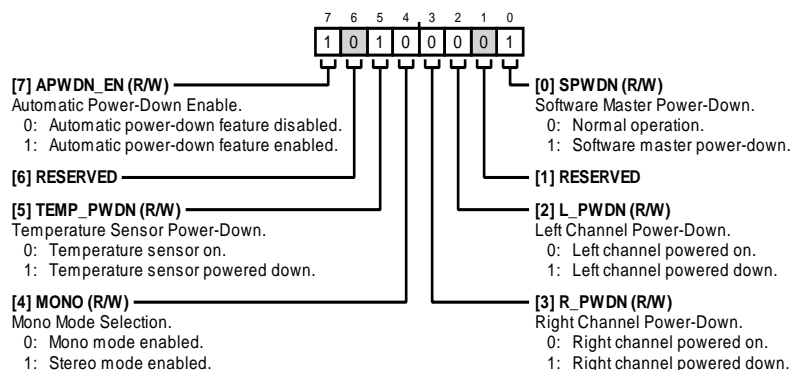 7 6 5 4 3 2 1 0
1 0 1 0 0 0 0 1
[7] APWDN_EN (R/W)
Automatic Power-Down Enable.
0: Automatic power-down feature disabled.
1: Automatic power-down feature enabled.
[6] RESERVED
[5] TEMP_PWDN (R/W)
Temperature Sensor Power-Down.
0: Temperature sensor on.
1: Temperature sensor powered down.
[4] MONO (R/W)
Mono Mode Selection.
0: Mono mode enabled.
1: Stereo mode enabled.
[0] SPWDN (R/W)
Software Master Power-Down.
0: Normal operation.
1: Software master power-down.
[1] RESERVED
[2] L_PWDN (R/W)
Left Channel Power-Down.
0: Left channel powered on.
1: Left channel powered down.
[3] R_PWDN (R/W)
Right Channel Power-Down.
0: Right channel powered on.
1: Right channel powered down.